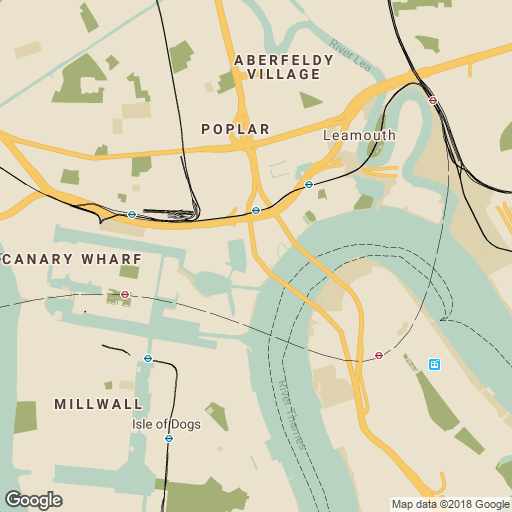 River Lea
ABERFELDY
VILLAGE
POPLAR
Leamouth
CANARY WHARF
River Thames
MILLWALL
Isle of Dogs
Google
Google
Map data ©2018 Google